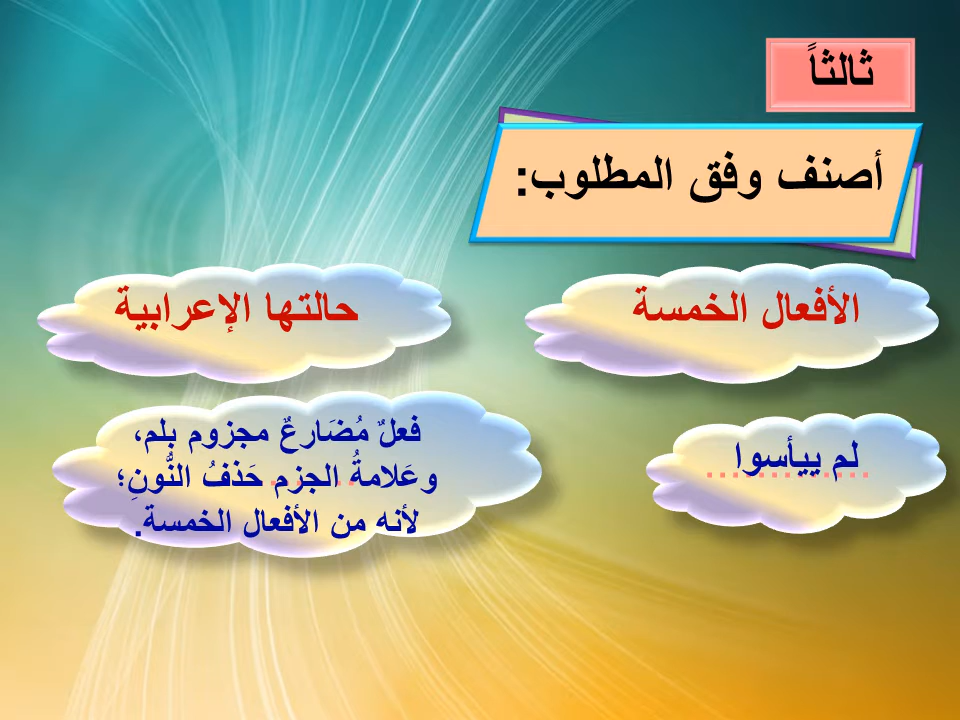 ثالثاً
أصنف وفق المطلوب:
الأفعال الخمسة
حالتها الإعرابية
لم ييأسوا
.............
فعلٌ مُضَارعٌ مجزوم بلم،
وعَلامةُ الجزم حَذفُ النُّونِ؛
لأنه من الأفعال الخمسة.